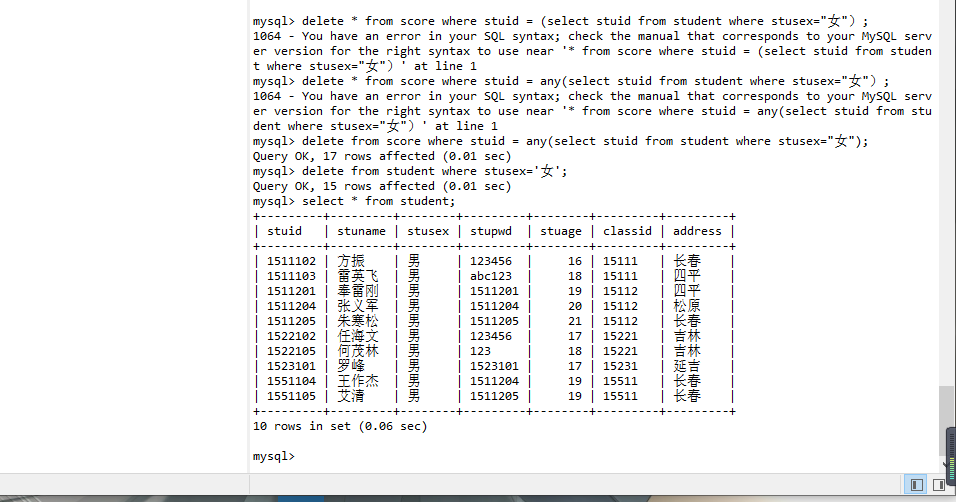 mysql> delete * from score where stuid = (select stuid from student where stusex="女"）;
1064 - You have an error in your SQL syntax; check the manual that corresponds to your MySQL serv
er version for the right syntax to use near '* from score where stuid = (select stuid from studen
t where stusex="女"）' at line 1
mysql> delete * from score where stuid = any(select stuid from student where stusex="女"）;
1064 - You have an error in your SQL syntax; check the manual that corresponds to your MySQL serv
er version for the right syntax to use near '* from score where stuid = any(select stuid from stu
dent where stusex="女"）' at line 1
mysql> delete from score where stuid = any(select stuid from student where stusex="女");
Query OK, 17 rows affected (0.01 sec)
mysql> delete from student where stusex='女';
Query OK, 15 rows affected (0.01 sec)
mysql> select * from student;
+---------+---------+--------+---------+--------+---------+---------+
| stuid   | stuname | stusex | stupwd  | stuage | classid | address |
+---------+---------+--------+---------+--------+---------+---------+
| 1511102 | 方振    | 男     | 123456  |     16 | 15111   | 长春    |
| 1511103 | 雷英飞  | 男     | abc123  |     18 | 15111   | 四平    |
| 1511201 | 奉雷刚  | 男     | 1511201 |     19 | 15112   | 四平    |
| 1511204 | 张义军  | 男     | 1511204 |     20 | 15112   | 松原    |
| 1511205 | 朱寒松  | 男     | 1511205 |     21 | 15112   | 长春    |
| 1522102 | 任海文  | 男     | 123456  |     17 | 15221   | 吉林    |
| 1522105 | 何茂林  | 男     | 123     |     18 | 15221   | 吉林    |
| 1523101 | 罗峰    | 男     | 1523101 |     17 | 15231   | 延吉    |
| 1551104 | 王作杰  | 男     | 1511204 |     19 | 15511   | 长春    |
| 1551105 | 艾清    | 男     | 1511205 |     19 | 15511   | 长春    |
+---------+---------+--------+---------+--------+---------+---------+
10 rows in set (0.06 sec)
mysql>